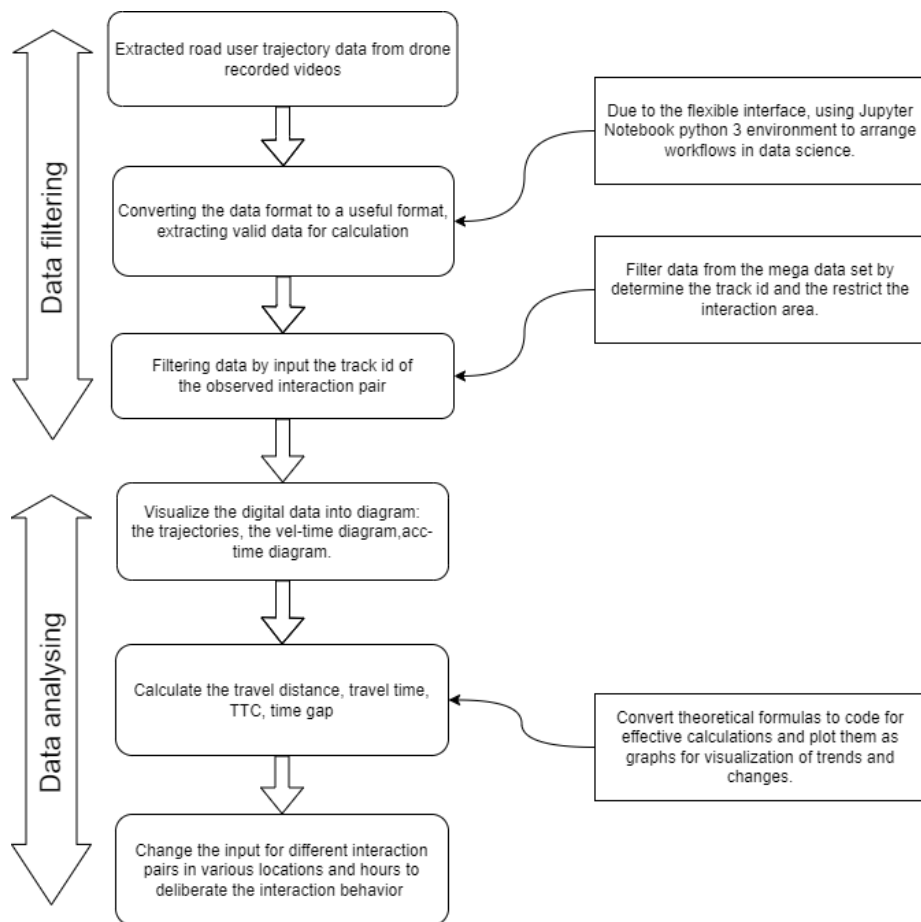 Data filtering
Extracted road user trajectory data from drone
recorded videos
Due to the flexible interface, using Jupyter
Notebook python 3 environment to arrange
workflows in data science.
Converting the data format to a useful format,
extracting valid data for calculation
Filter data from the mega data set by
determine the track id and the restrict the
interaction area.
Filtering data by input the track id of
the observed interaction pair
Data analysing
Visualize the digital data into diagram:
the trajectories, the vel-time diagram,acc-
time diagram.
Calculate the travel distance, travel time,
TTC, time gap
Convert theoretical formulas to code for
effective calculations and plot them as
graphs for visualization of trends and
changes.
Change the input for different interaction
pairs in various locations and hours to
deliberate the interaction behavior